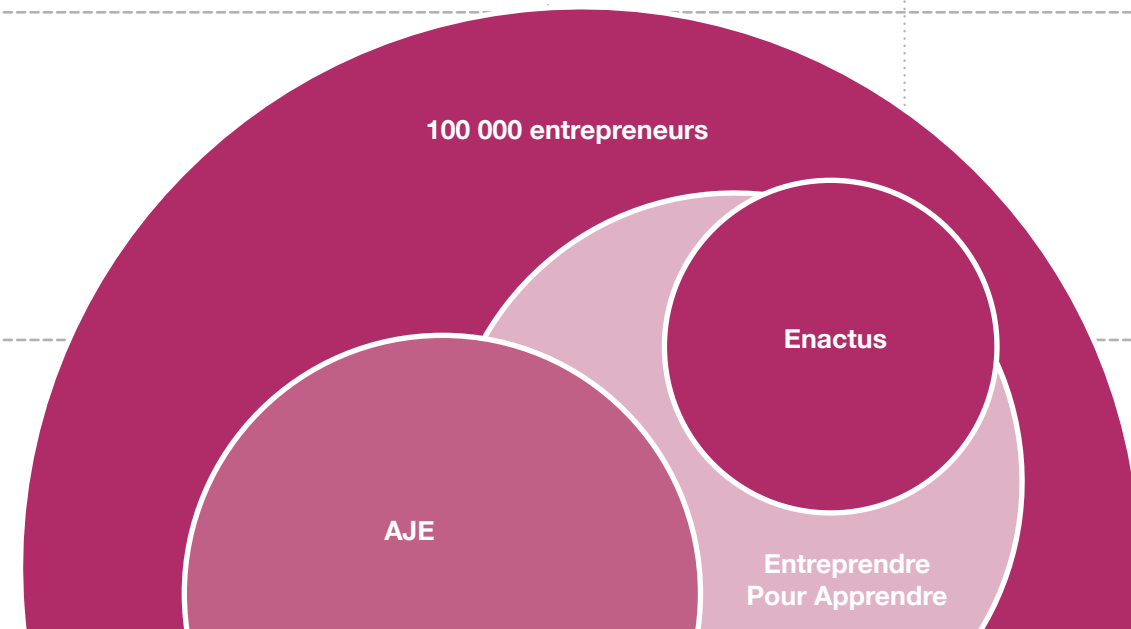 100 000 entrepreneurs
Enactus
AJE
Entreprendre
Pour Apprendre